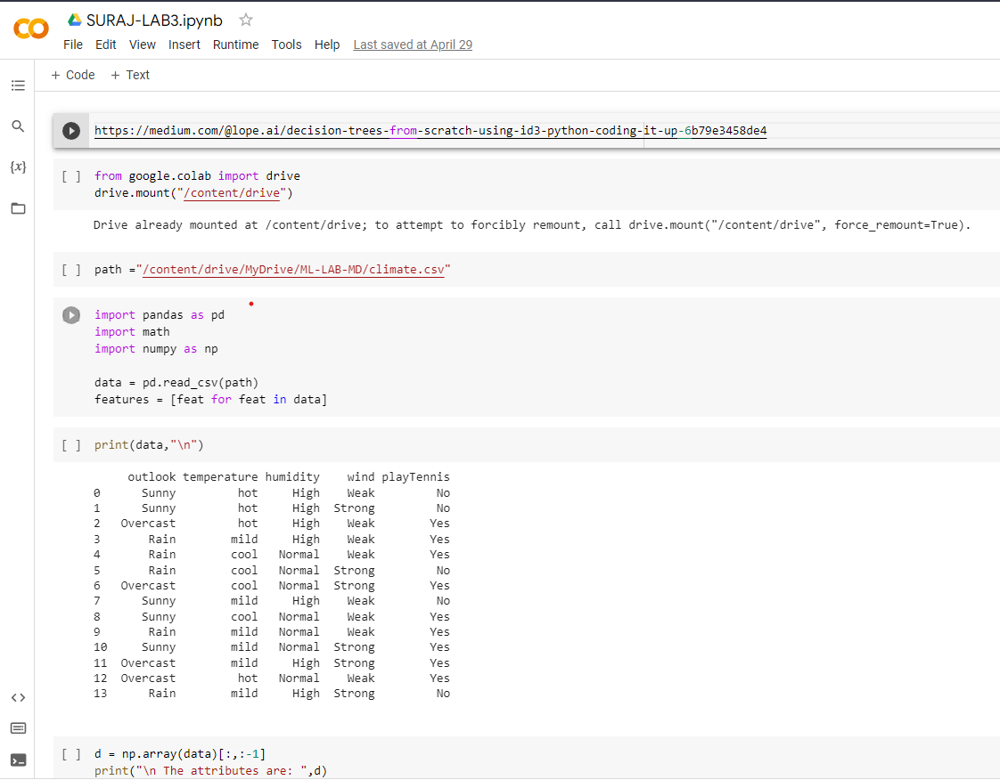 SURAJ-LAB3.ipynb
File Edit View Insert Runtime Tools Help Last saved at April 29
+ Code + Text
https://medium.com/@lope.ai/decision-trees-from-scratch-using-id3-python-coding-it-up-6b79e3458de4
[ ] from google.colab import drive
drive.mount("/content/drive")
Drive already mounted at /content/drive; to attempt to forcibly remount, call drive.mount("/content/drive", force_remount=True).
[ ] path ="/content/drive/MyDrive/ML-LAB-MD/climate.csv"
import pandas as pd
import math
import numpy as np
data = pd.read_csv(path)
features = [feat for feat in data]
[ ] print(data,"\n")
outlook temperature humidity wind playTennis
0 Sunny hot High Weak No
1 Sunny hot High Strong No
2 Overcast hot High Weak Yes
3 Rain mild High Weak Yes
4 Rain cool Normal Weak Yes
5 Rain cool Normal Strong No
6 Overcast cool Normal Strong Yes
7 Sunny mild High Weak No
8 Sunny cool Normal Weak Yes
9 Rain mild Normal Weak Yes
10 Sunny mild Normal Strong Yes
11 Overcast mild High Strong Yes
12 Overcast hot Normal Weak Yes
13 Rain mild High Strong No
[ ] d = np.array(data)[:,:-1]
print("\n The attributes are: ",d)